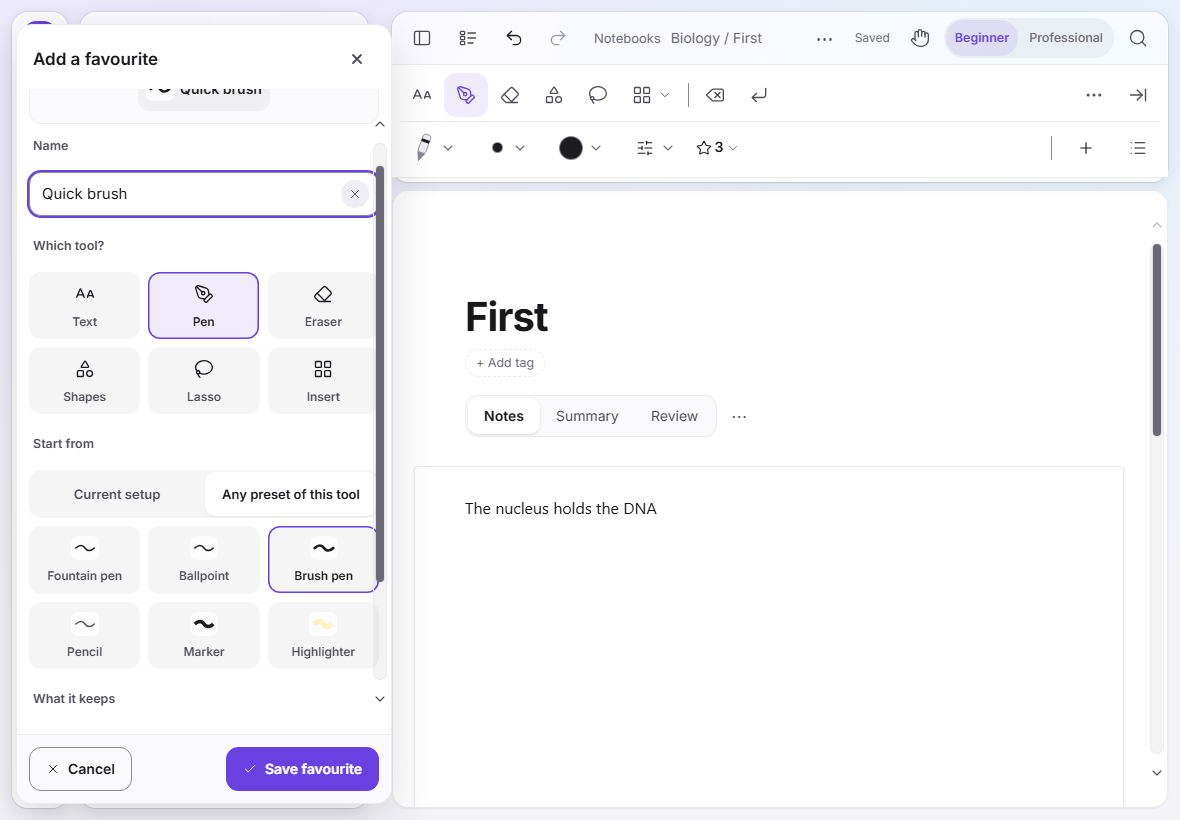 Add a favourite
Quick brush
Name
Quick brush
Which tool?
Text
Pen
Eraser
Shapes
Lasso
Insert
Start from
Current setup
Any preset of this tool
Fountain pen
Ballpoint
Brush pen
Pencil
Marker
Highlighter
What it keeps
Cancel
Save favourite
Notebooks Biology / First
Saved
Beginner
Professional
AA
3
First
+ Add tag
Notes
Summary
Review
The nucleus holds the DNA